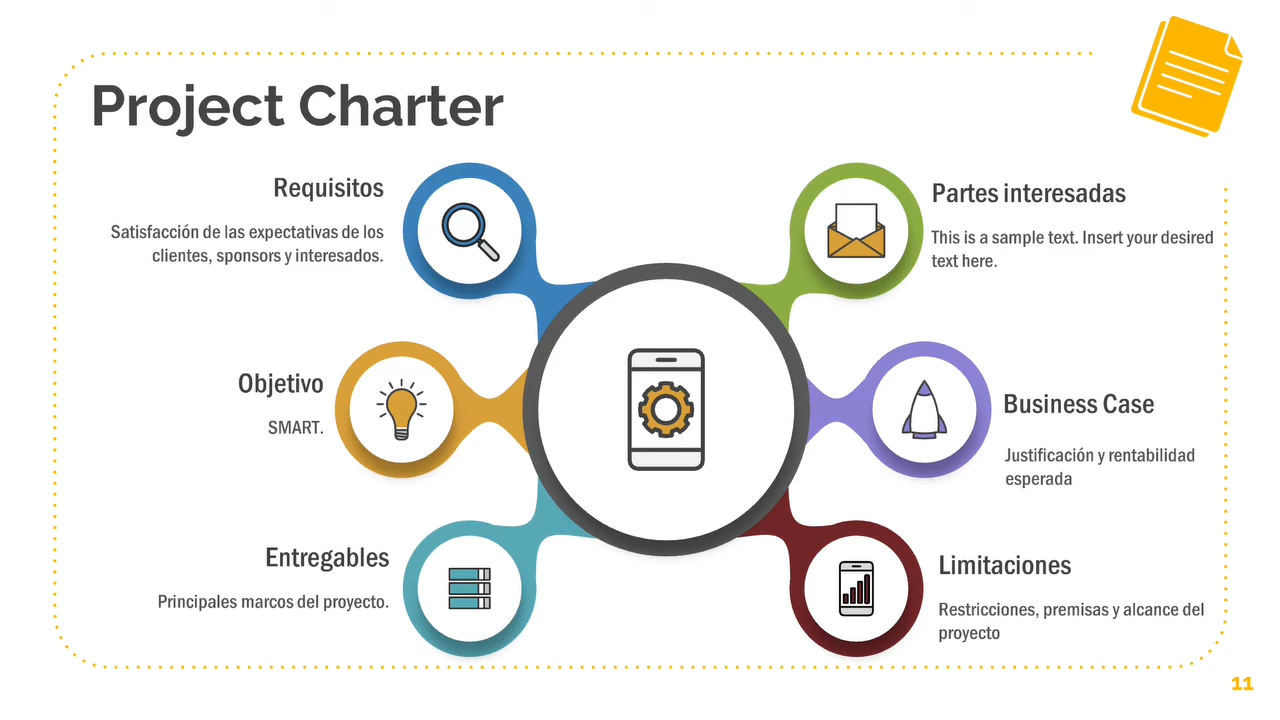 Project Charter
Requisitos
Satisfacción de las expectativas de los
clientes, sponsors y interesados.
Objetivo
SMART.
Entregables
Principales marcos del proyecto.
Partes interesadas
This is a sample text. Insert your desired
text here.
Business Case
Justificación y rentabilidad
esperada
Limitaciones
Restricciones, premisas y alcance del
proyecto
11